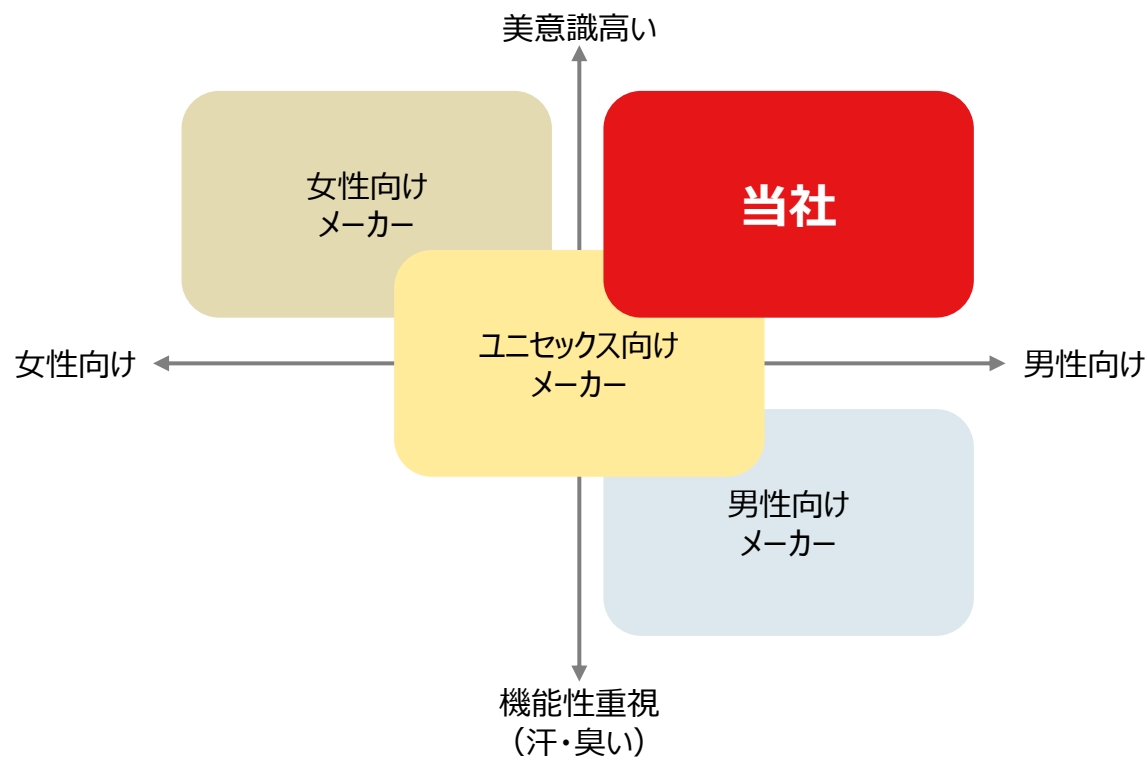 美意識高い
女性向け
メーカー
当社
ユニセックス向け
メーカー
女性向け
男性向け
男性向け
メーカー
機能性重視
（汗・臭い）